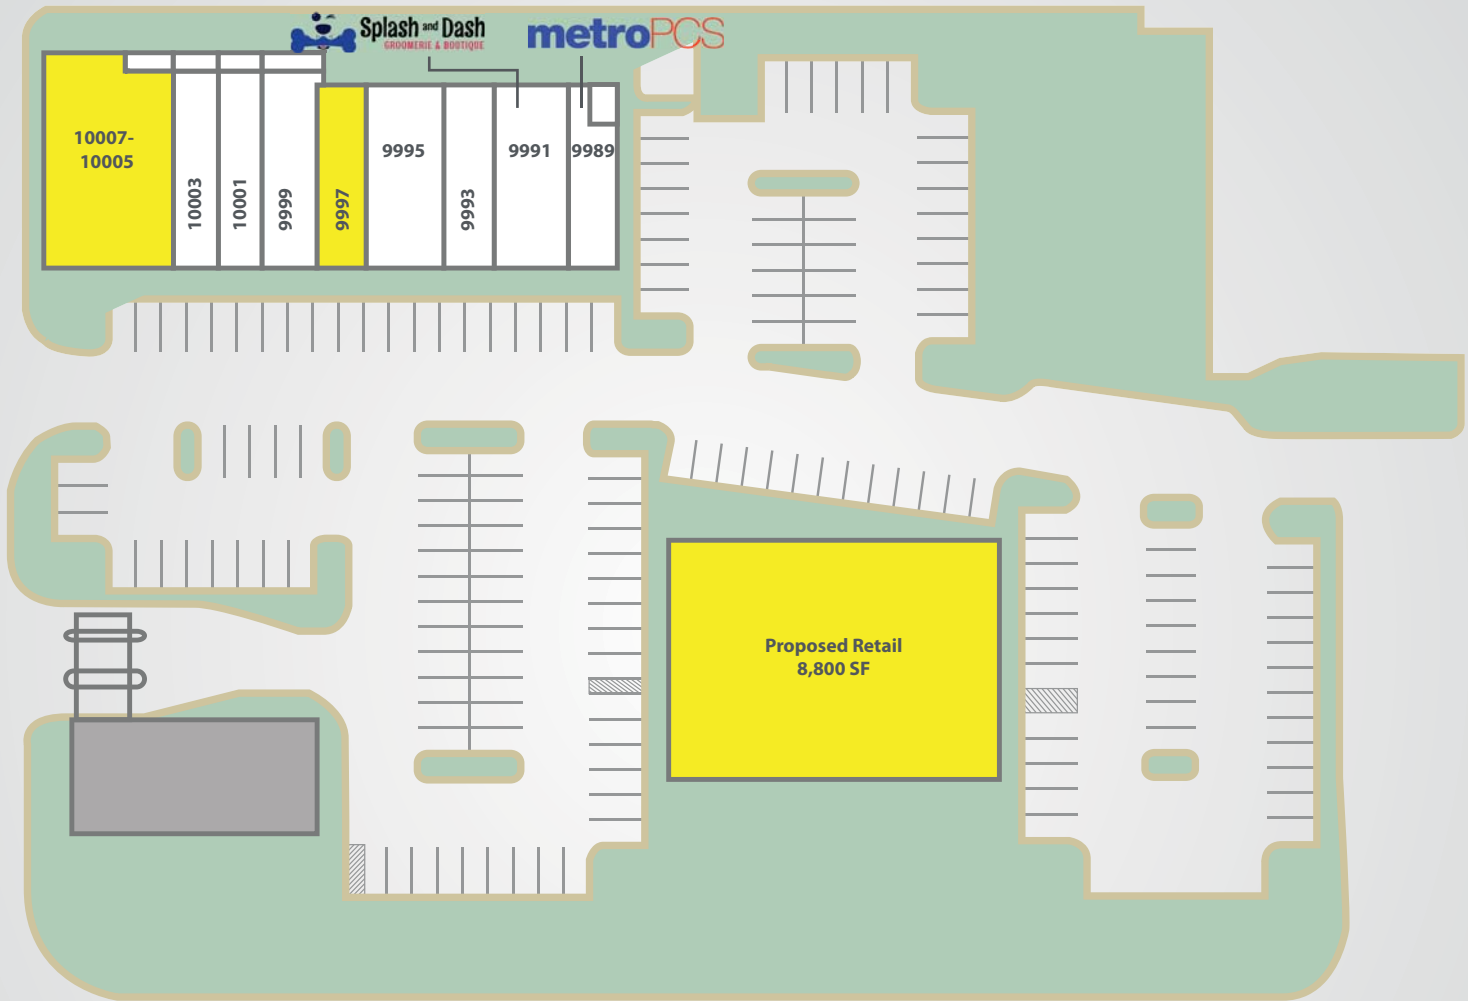 Splash and Dash
GROOMERIE & BOUTIQUE
metroPCS
10007-
10005
10003
10001
9999
9997
9995
9993
9991
9989
Proposed Retail
8,800 SF